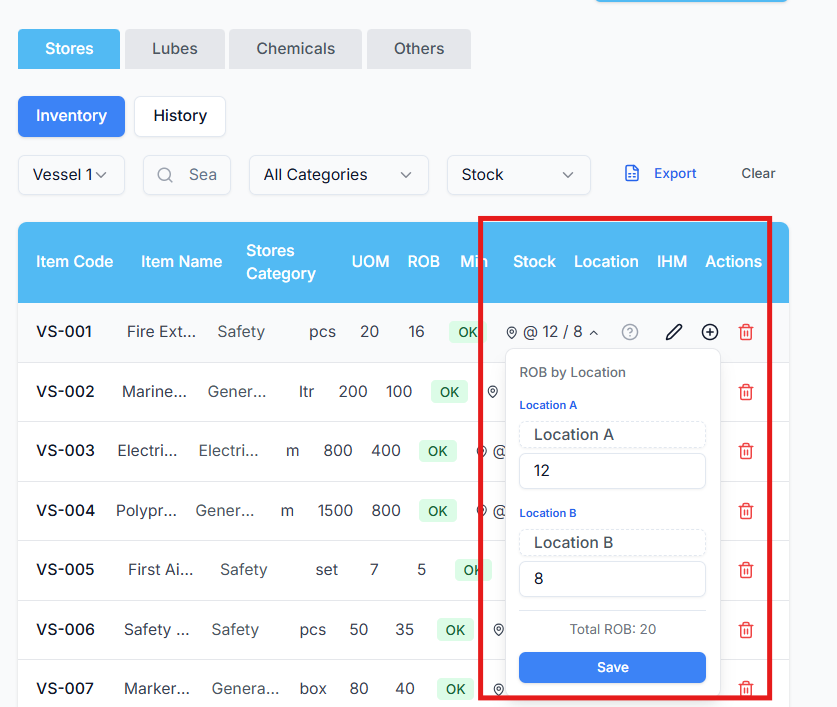 Stores Lubes Chemicals Others
Inventory History
Vessel 1 Sea All Categories Stock Export Clear
Item Code Item Name Stores Category UOM ROB Min Stock Location IHM Actions
VS-001 Fire Ext... Safety pcs 20 16 OK @ 12 / 8
ROB by Location
VS-002 Marine... Gener... ltr 200 100 OK
Location A
Location A
VS-003 Electri... Electri... m 800 400 OK @
12
VS-004 Polypr... Gener... m 1500 800 OK @
Location B
Location B
VS-005 First Ai... Safety set 7 5 OK
8
VS-006 Safety ... Safety pcs 50 35 OK
Total ROB: 20
Save
VS-007 Marker... Genera... box 80 40 OK